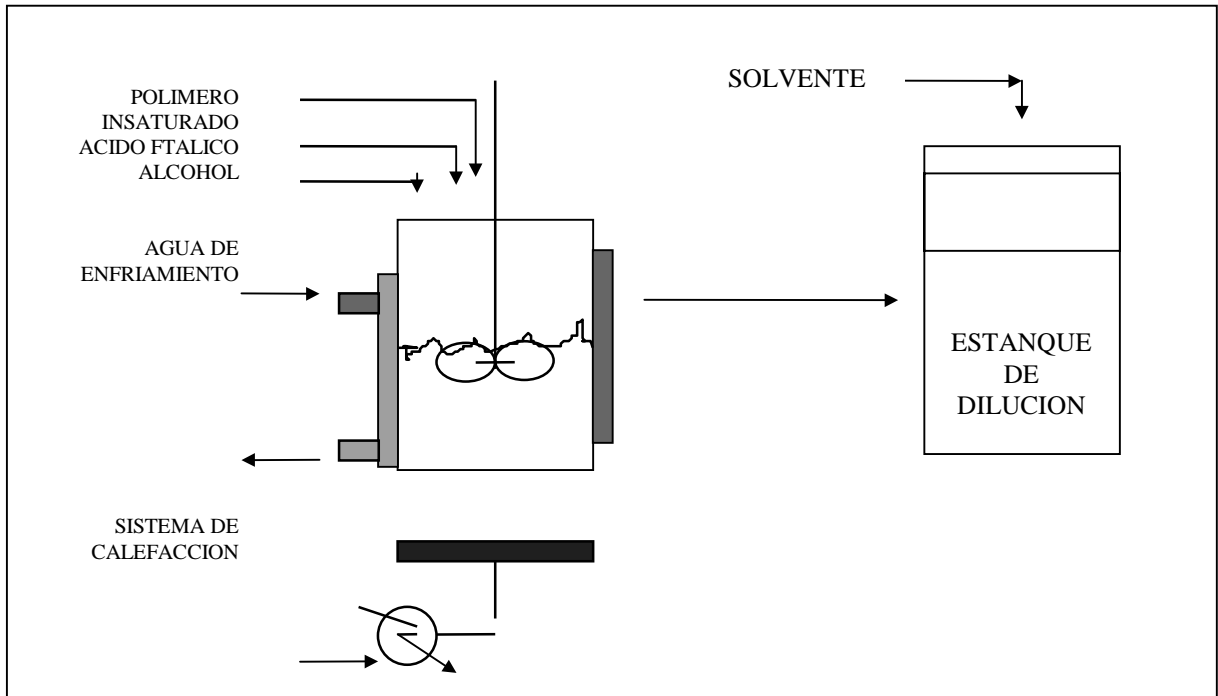 POLIMERO
INSATURADO
ACIDO FTALICO
ALCOHOL
AGUA DE
ENFRIAMIENTO
SISTEMA DE
CALEFACCION
SOLVENTE
ESTANQUE
DE
DILUCION